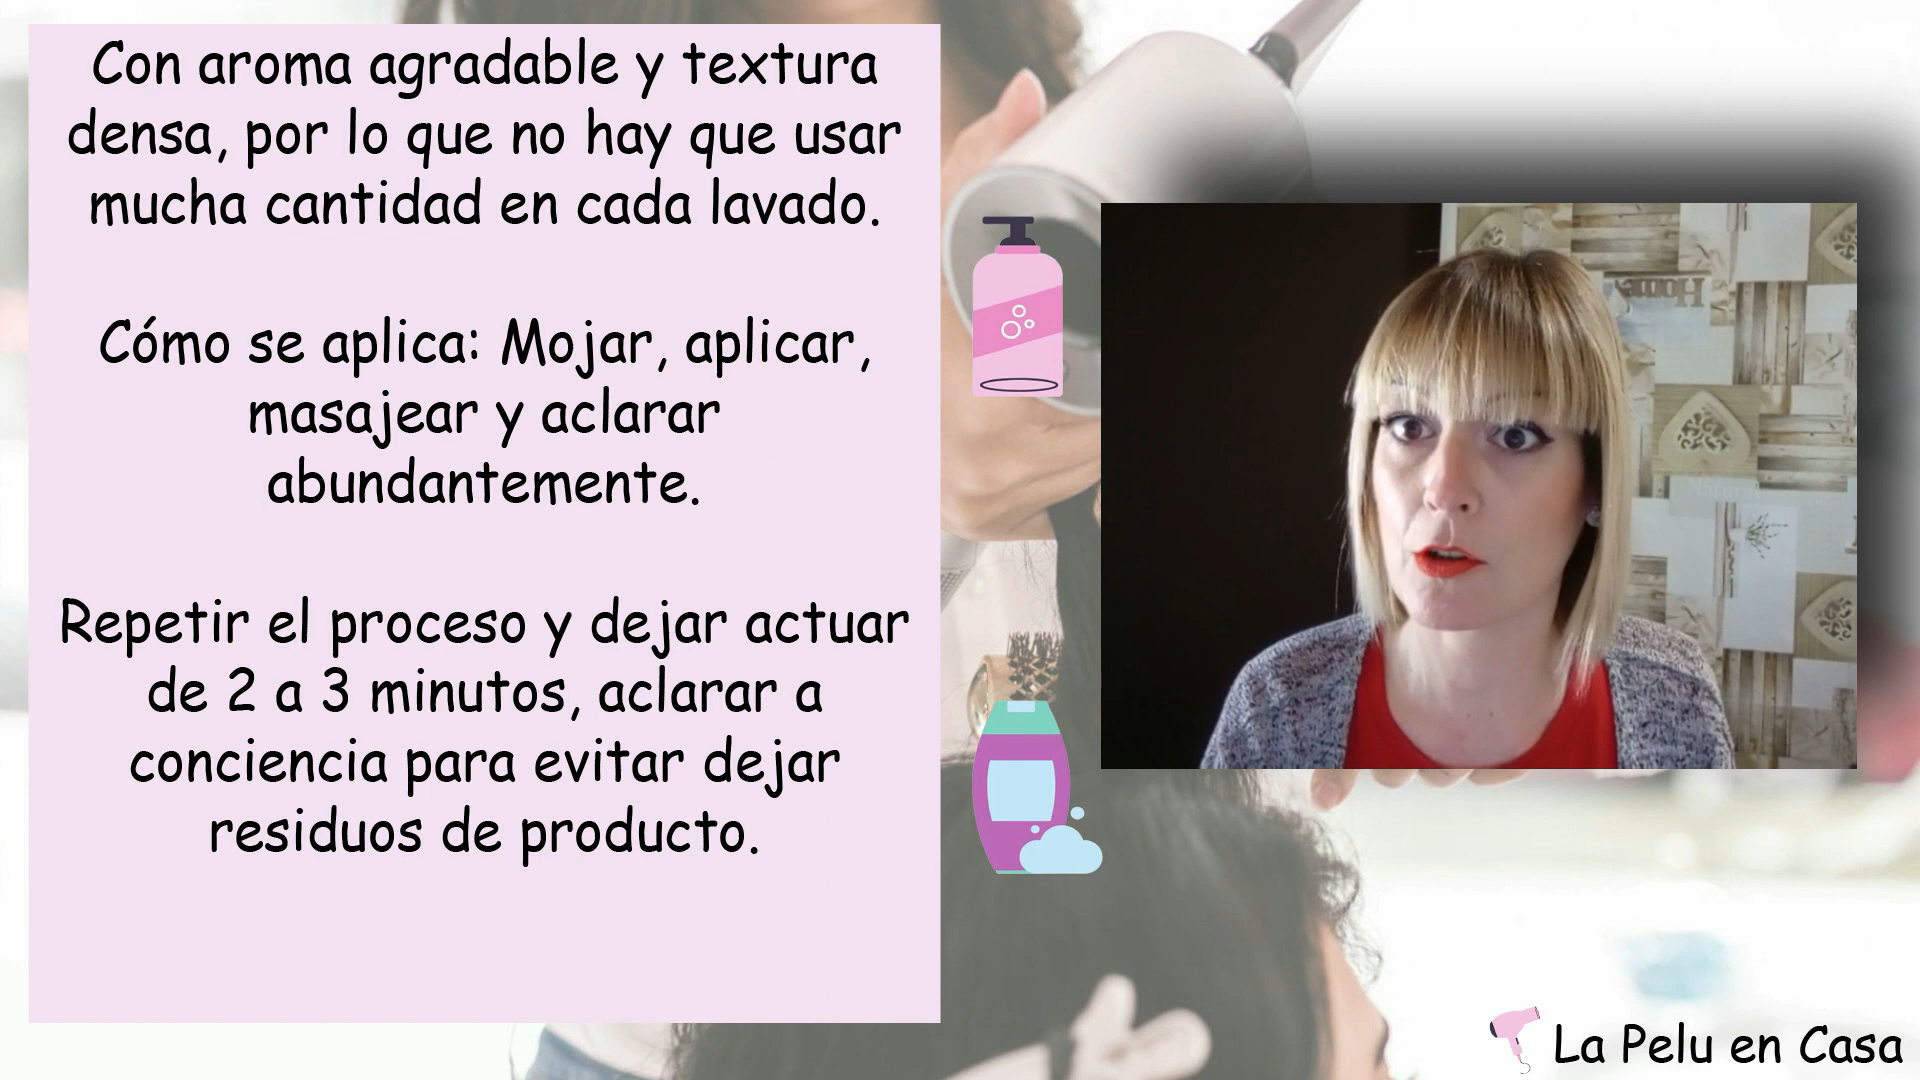 Con aroma agradable y textura
densa, por lo que no hay que usar
mucha cantidad en cada lavado.
Cómo se aplica: Mojar, aplicar,
masajear y aclarar
abundantemente.
Repetir el proceso y dejar actuar
de 2 a 3 minutos, aclarar a
conciencia para evitar dejar
residuos de producto.
La Pelu en Casa